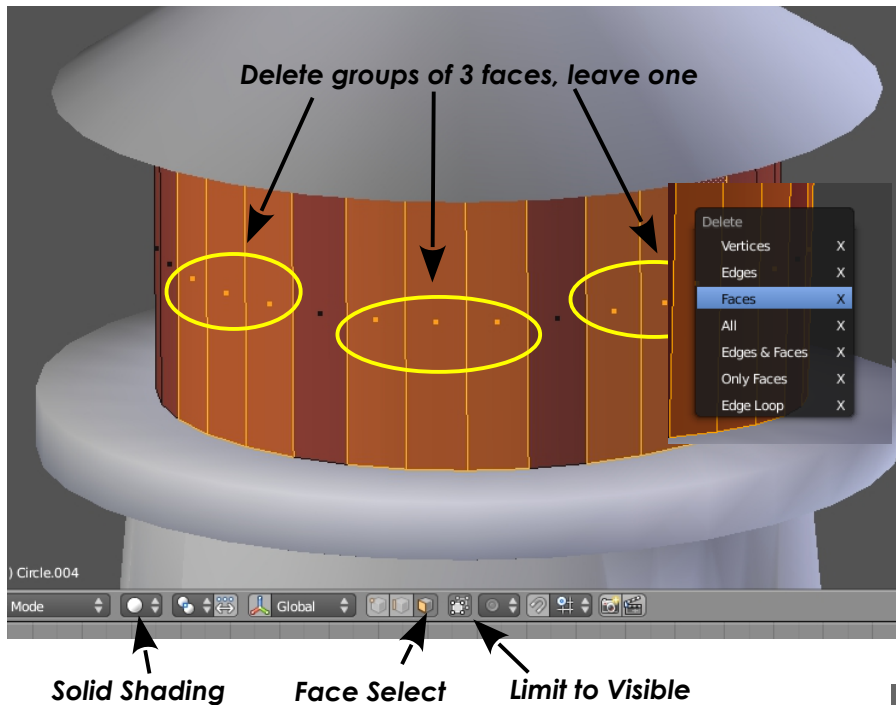 Delete groups of 3 faces, leave one
Delete
Vertices X
Edges X
Faces X
All X
Edges & Faces X
Only Faces X
Edge Loop X
) Circle.004
Mode
Global
Solid Shading
Face Select
Limit to Visible